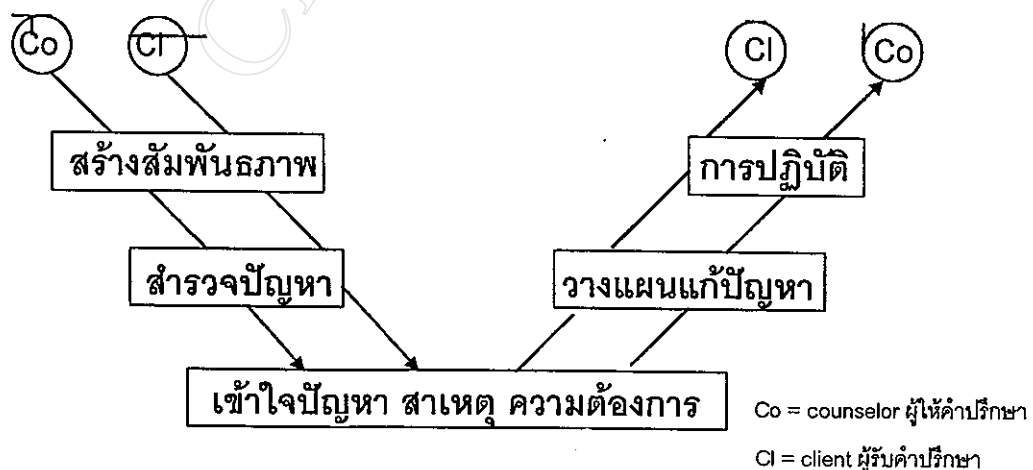 Co Cl Cl Co
สร้างสัมพันธภาพ การปฏิบัติ
สำรวจปัญหา วางแผนแก้ปัญหา
เข้าใจปัญหา สาเหตุ ความต้องการ
Co = counselor ผู้ให้คำปรึกษา
Cl = client ผู้รับคำปรึกษา